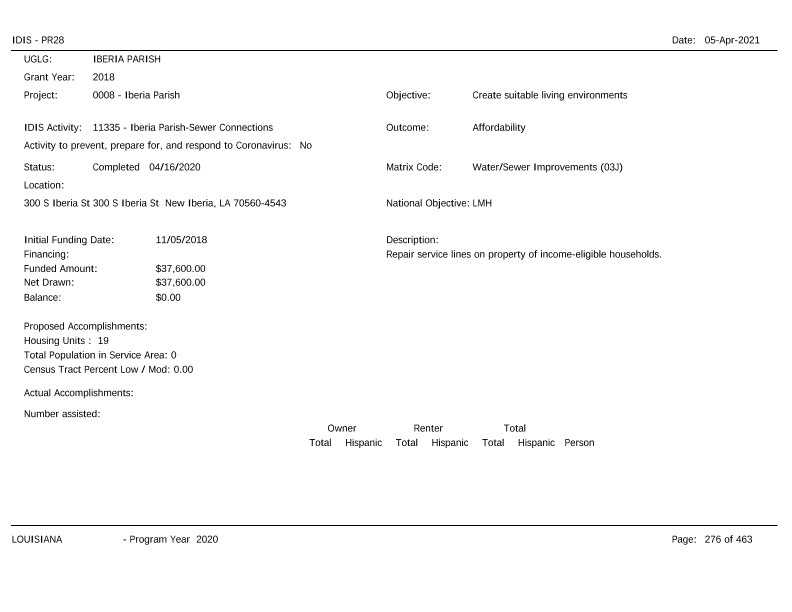 IDIS - PR28 Date: 05-Apr-2021
UGLG: IBERIA PARISH
Grant Year: 2018
Project: 0008 - Iberia Parish Objective: Create suitable living environments
IDIS Activity: 11335 - Iberia Parish-Sewer Connections Outcome: Affordability
Activity to prevent, prepare for, and respond to Coronavirus: No
Status: Completed 04/16/2020 Matrix Code: Water/Sewer Improvements (03J)
Location:
300 S Iberia St 300 S Iberia St New Iberia, LA 70560-4543 National Objective: LMH
Initial Funding Date: 11/05/2018 Description:
Financing: Repair service lines on property of income-eligible households.
Funded Amount: $37,600.00
Net Drawn: $37,600.00
Balance: $0.00
Proposed Accomplishments:
Housing Units : 19
Total Population in Service Area: 0
Census Tract Percent Low / Mod: 0.00
Actual Accomplishments:
Number assisted:
Owner Renter Total
Total Hispanic Total Hispanic Total Hispanic Person
LOUISIANA - Program Year 2020 Page: 276 of 463